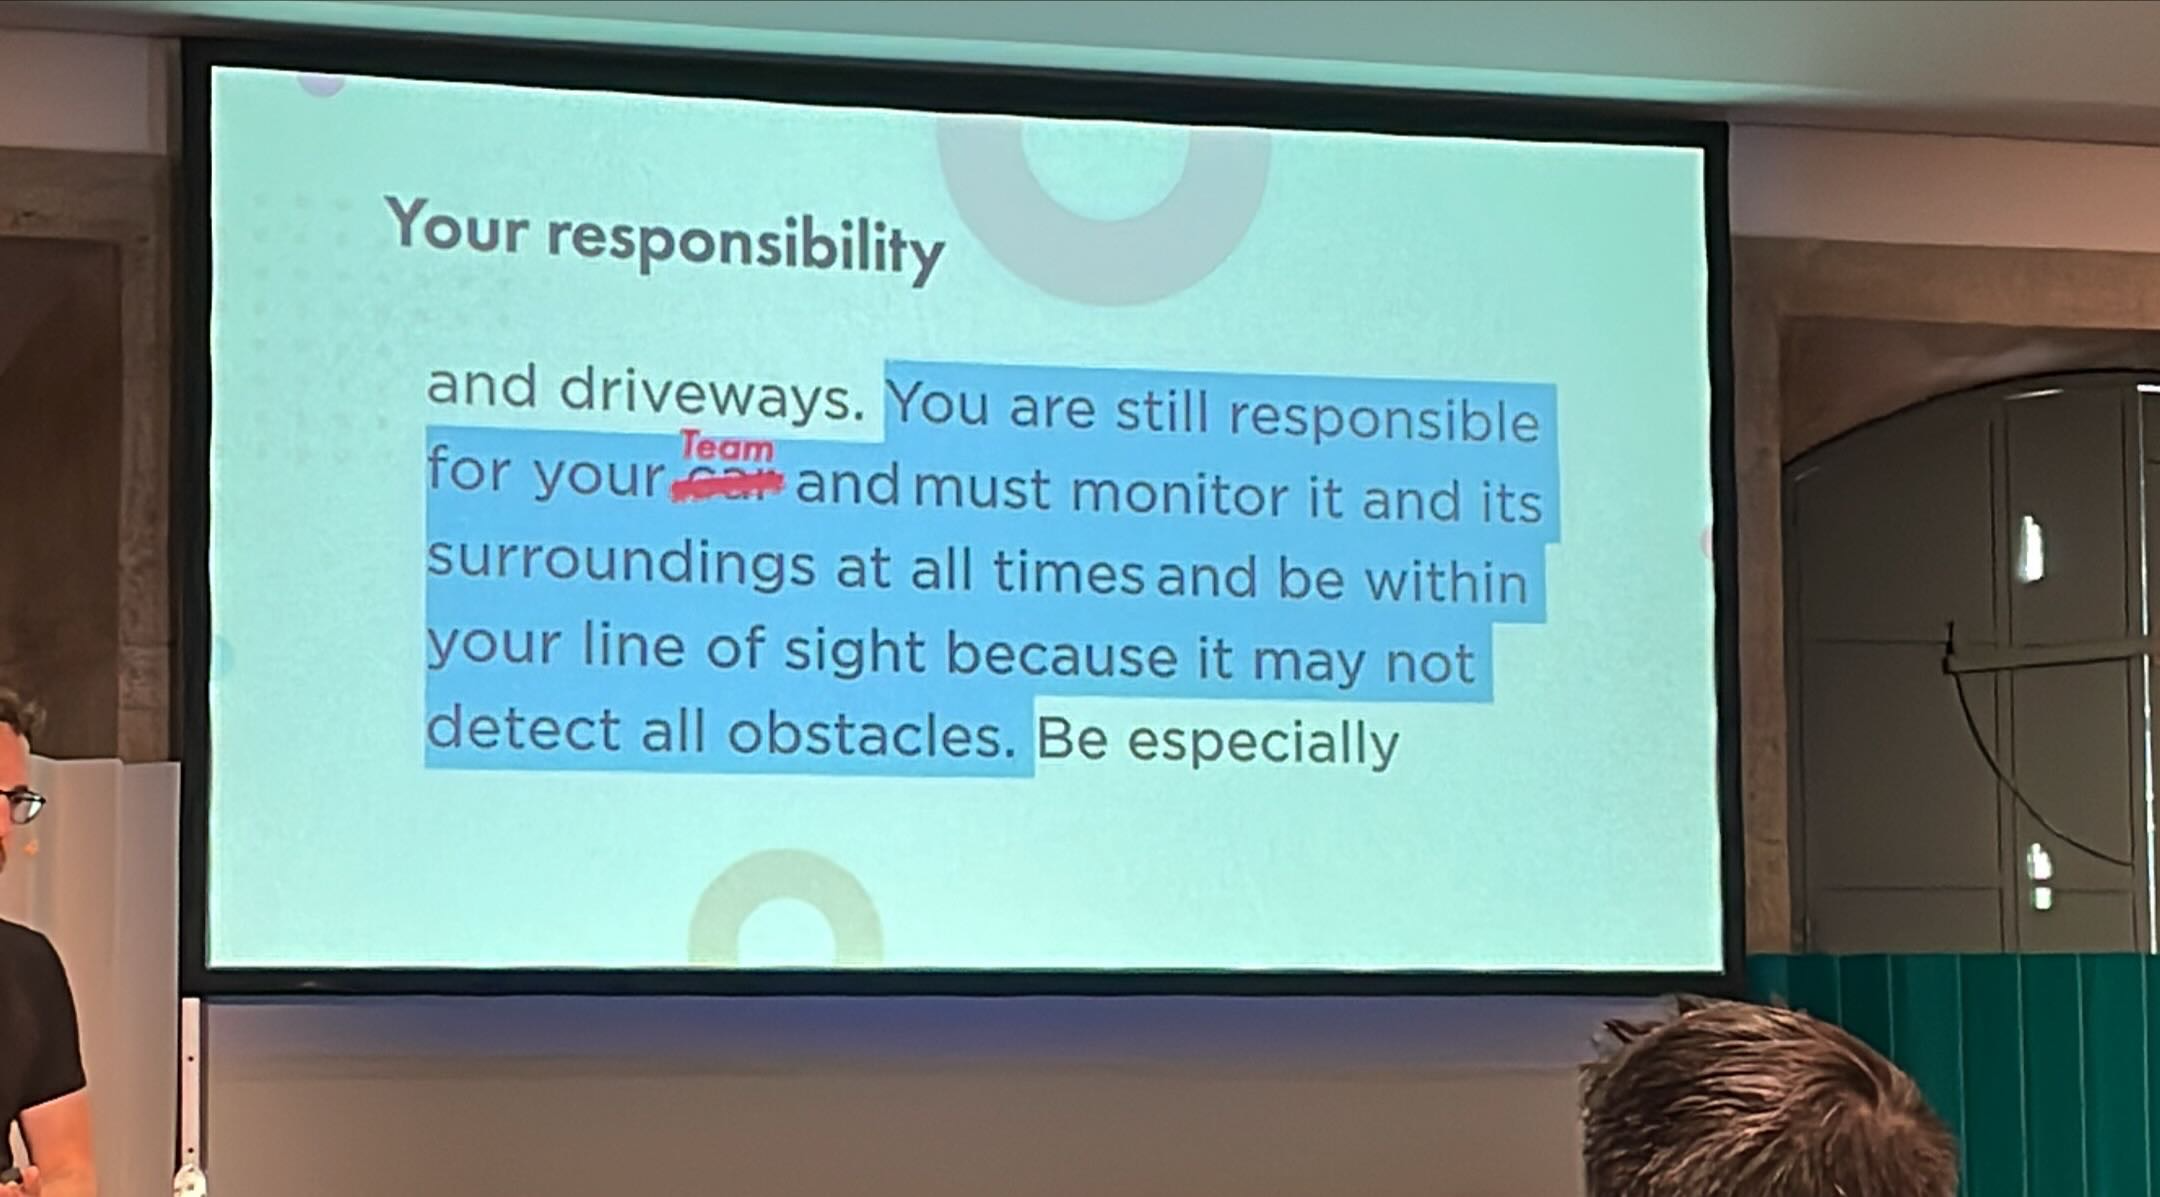 Your responsibility
and driveways. You are still responsible
Team
for your car and must monitor it and its
surroundings at all times and be within
your line of sight because it may not
detect all obstacles. Be especially